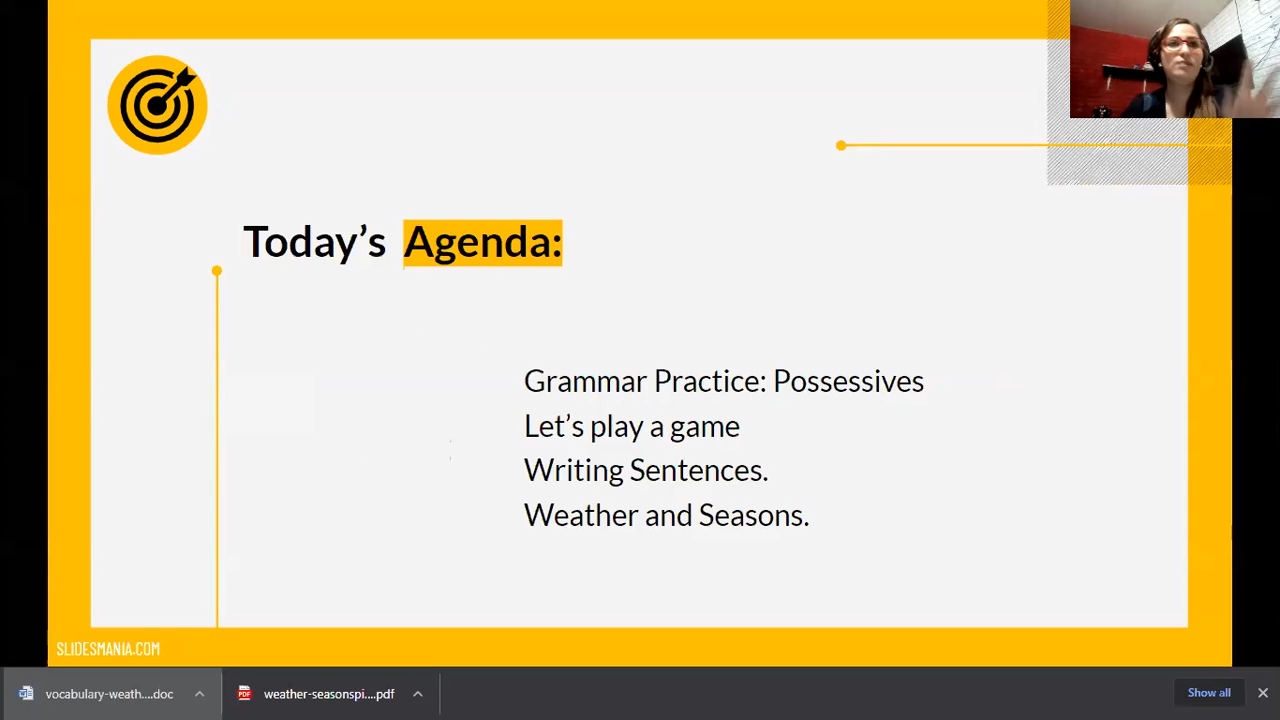 Today’s Agenda:
Grammar Practice: Possessives
Let’s play a game
Writing Sentences.
Weather and Seasons.
SLIDESMANIA.COM
vocabulary-weath....doc
PDF
weather-seasonspi....pdf
Show all